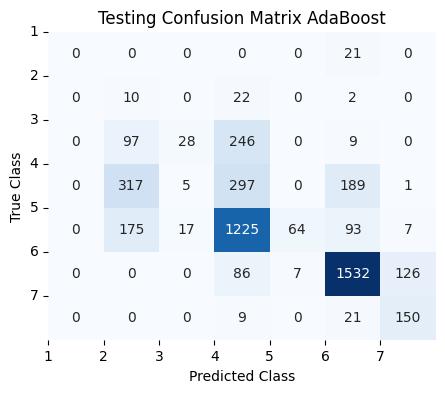 Testing Confusion Matrix AdaBoost
1
0 0 0 0 0 21 0
2
0 10 0 22 0 2 0
3
0 97 28 246 0 9 0
4
0 317 5 297 0 189 1
5
0 175 17 1225 64 93 7
6
0 0 0 86 7 1532 126
7
0 0 0 9 0 21 150
True Class
1 2 3 4 5 6 7
Predicted Class